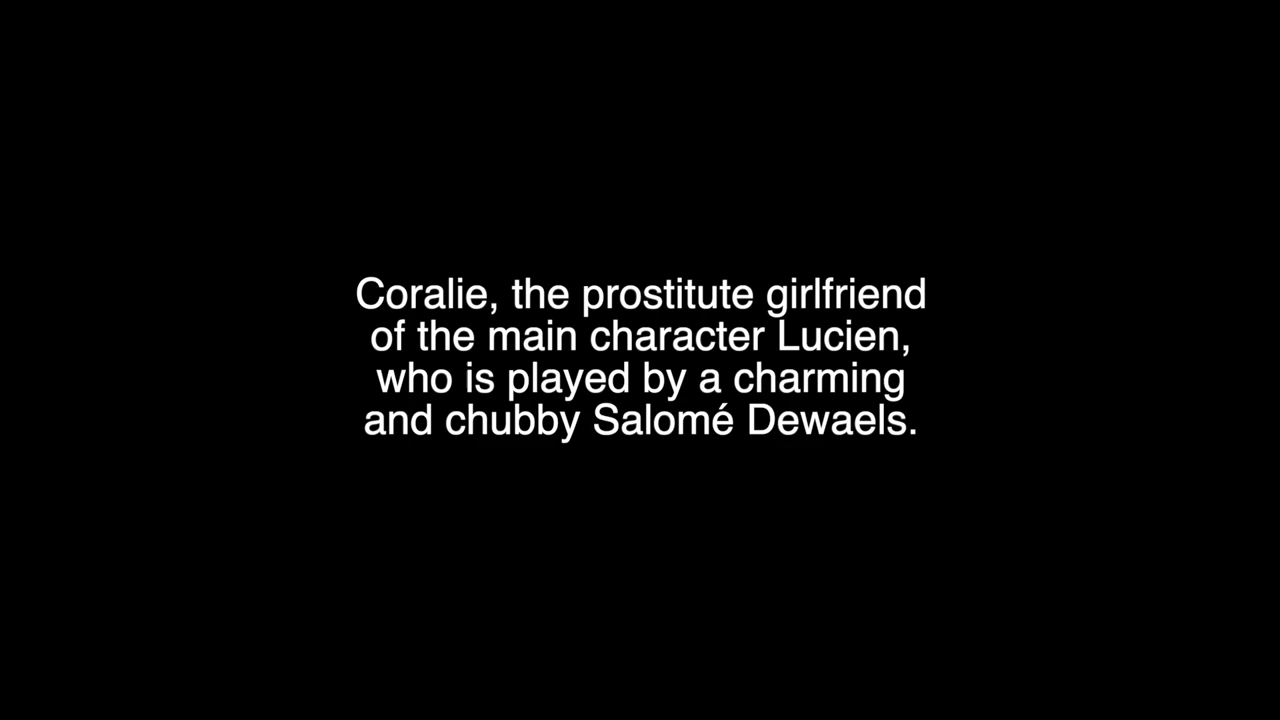 Coralie, the prostitute girlfriend
of the main character Lucien,
who is played by a charming
and chubby Salomé Dewaels.